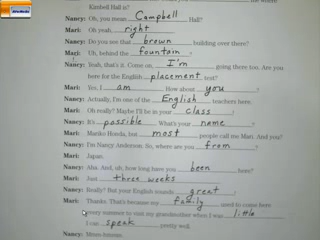 Kimbell Hall is?
Nancy: Oh, you mean Campbell Hall?
Mari: Oh yeah, right.
Nancy: Do you see that brown building over there?
Mari: Uh, behind the fountain?
Nancy: Yeah, that's it. Come on, I'm going there too. Are you
here for the English placement test?
Mari: Yes, I am. How about you?
Nancy: Actually, I'm one of the English teachers here.
Mari: Oh really? Maybe I'll be in your class!
Nancy: It's possible. What's your name?
Mari: Mariko Honda, but most people call me Mari. And you?
Nancy: I'm Nancy Anderson. So, where are you from?
Mari: Japan.
Nancy: Aha. And, uh, how long have you been here?
Mari: Just three weeks.
Nancy: Really? But your English sounds great!
Mari: Thanks. That's because my family used to come here
every summer to visit my grandmother when I was little.
I can speak pretty well.
Nancy: